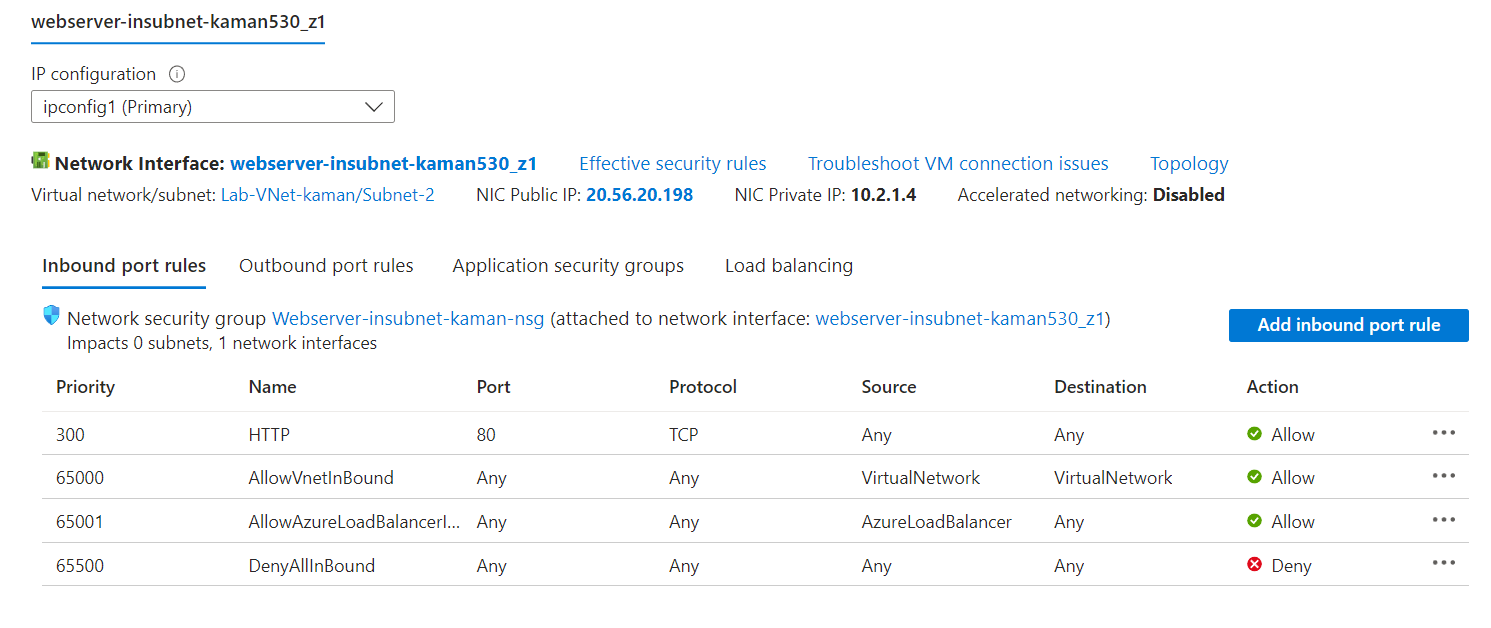 webserver-insubnet-kaman530_z1
IP configuration
ipconfig1 (Primary)
Network Interface: webserver-insubnet-kaman530_z1 Effective security rules Troubleshoot VM connection issues Topology
Virtual network/subnet: Lab-VNet-kaman/Subnet-2 NIC Public IP: 20.56.20.198 NIC Private IP: 10.2.1.4 Accelerated networking: Disabled
Inbound port rules Outbound port rules Application security groups Load balancing
Network security group Webserver-insubnet-kaman-nsg (attached to network interface: webserver-insubnet-kaman530_z1)
Impacts 0 subnets, 1 network interfaces
Add inbound port rule
Priority Name Port Protocol Source Destination Action
300 HTTP 80 TCP Any Any Allow
65000 AllowVnetInBound Any Any VirtualNetwork VirtualNetwork Allow
65001 AllowAzureLoadBalancerI... Any Any AzureLoadBalancer Any Allow
65500 DenyAllInBound Any Any Any Any Deny